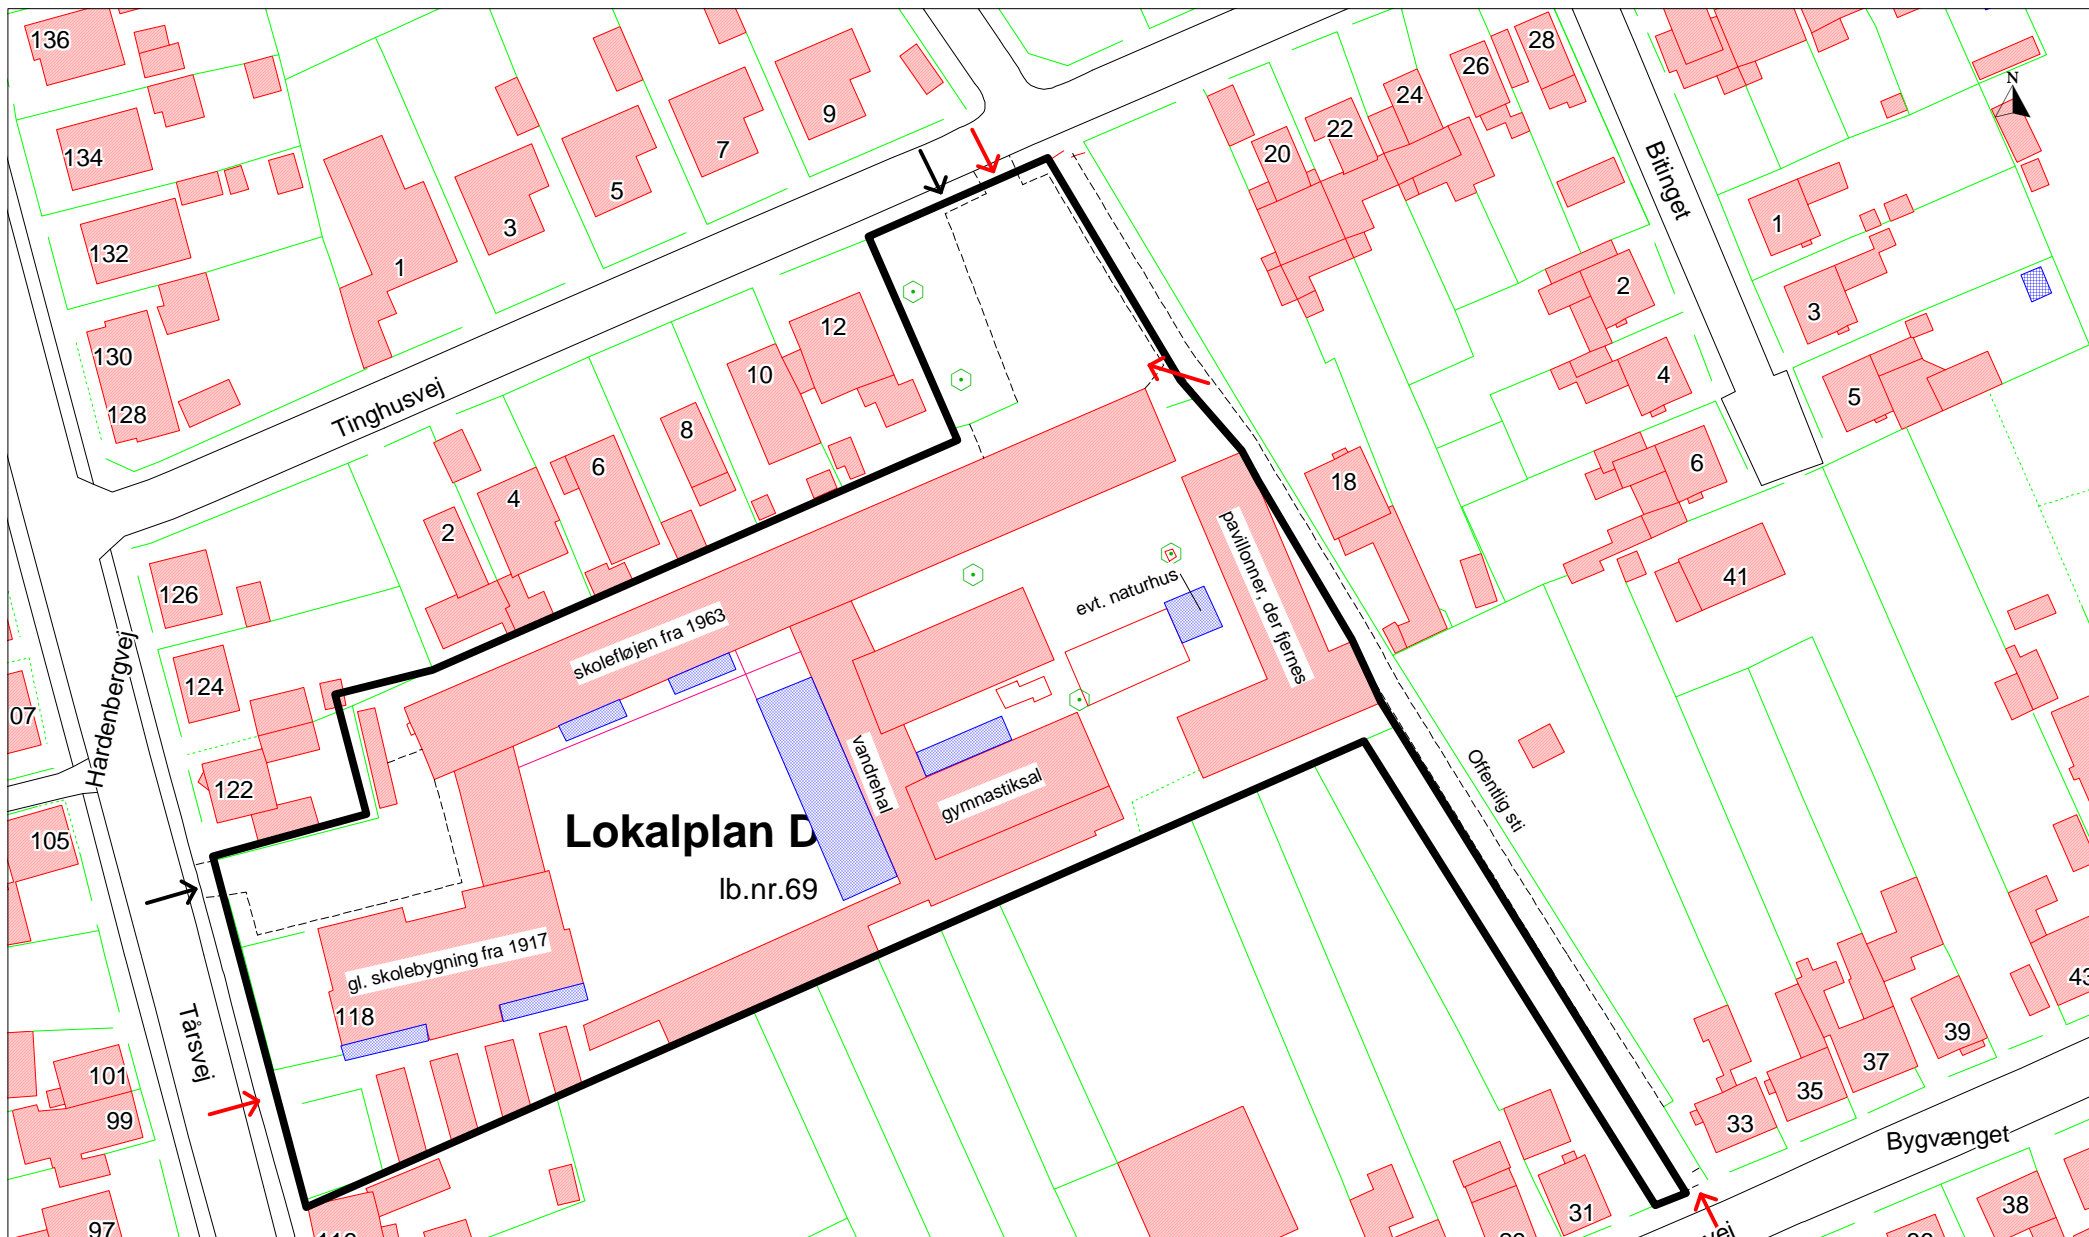 136
28
26
N
24
9
22
134
7
20
Bitinget
5
1
3
132
1
2
12
3
130
10
4
5
128
Tinghusvej
8
6
6
18
4
2
pavillonner, der fjernes
41
126
evt. naturhus
skolefløjen fra 1963
Hardenbergvej
124
07
vandrehal
Offentlig sti
122
gymnastiksal
Lokalplan D
105
lb.nr.69
gl. skolebygning fra 1917
43
118
Tårsvej
39
37
101
35
99
33
Bygvænget
38
31
97
vej